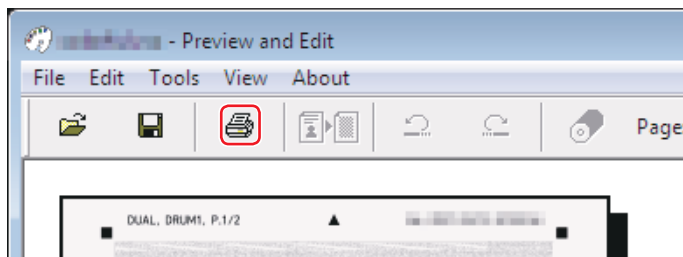 - Preview and Edit
File Edit Tools View About
Page
DUAL, DRUM1, P.1/2